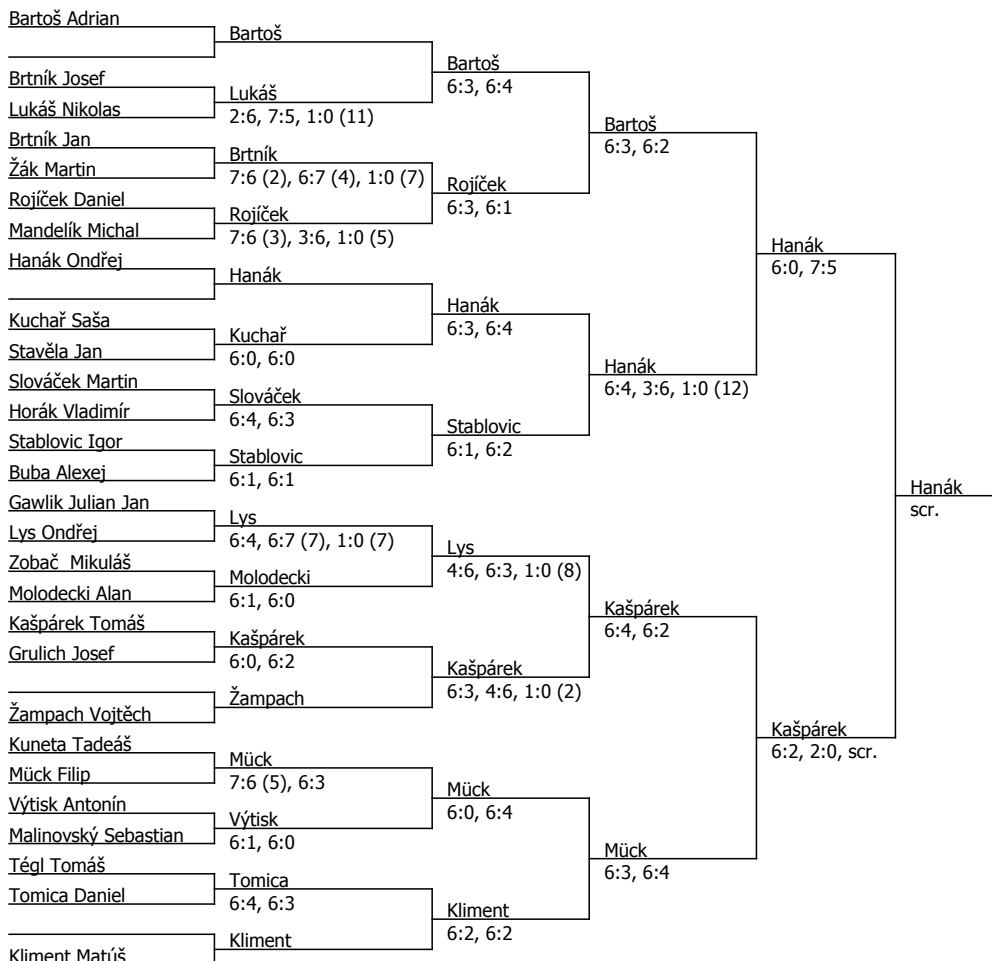 Bartoš Adrian
Brtník Josef
Lukáš Nikolas
Brtník Jan
Žák Martin
Rojíček Daniel
Mandelík Michal
Hanák Ondřej
Kuchař Saša
Stavěla Jan
Slováček Martin
Horák Vladimír
Stablovic Igor
Buba Alexej
Gawlik Julian Jan
Lys Ondřej
Zobač Mikuláš
Molodecki Alan
Kašpárek Tomáš
Grulich Josef
Žampach Vojtěch
Kuneta Tadeáš
Mück Filip
Výtisk Antonín
Malinovský Sebastian
Tégl Tomáš
Tomica Daniel
Kliment Matúš
Bartoš
Lukáš
2:6, 7:5, 1:0 (11)
Brtník
7:6 (2), 6:7 (4), 1:0 (7)
Rojíček
7:6 (3), 3:6, 1:0 (5)
Hanák
Kuchař
6:0, 6:0
Slováček
6:4, 6:3
Stablovic
6:1, 6:1
Lys
6:4, 6:7 (7), 1:0 (7)
Molodecki
6:1, 6:0
Kašpárek
6:0, 6:2
Žampach
Mück
7:6 (5), 6:3
Výtisk
6:1, 6:0
Tomica
6:4, 6:3
Kliment
Bartoš
6:3, 6:4
Rojíček
6:3, 6:1
Hanák
6:3, 6:4
Stablovic
6:1, 6:2
Lys
4:6, 6:3, 1:0 (8)
Kašpárek
6:3, 4:6, 1:0 (2)
Mück
6:0, 6:4
Kliment
6:2, 6:2
Bartoš
6:3, 6:2
Hanák
6:4, 3:6, 1:0 (12)
Kašpárek
6:4, 6:2
Mück
6:3, 6:4
Hanák
6:0, 7:5
Kašpárek
6:2, 2:0, scr.
Hanák
scr.